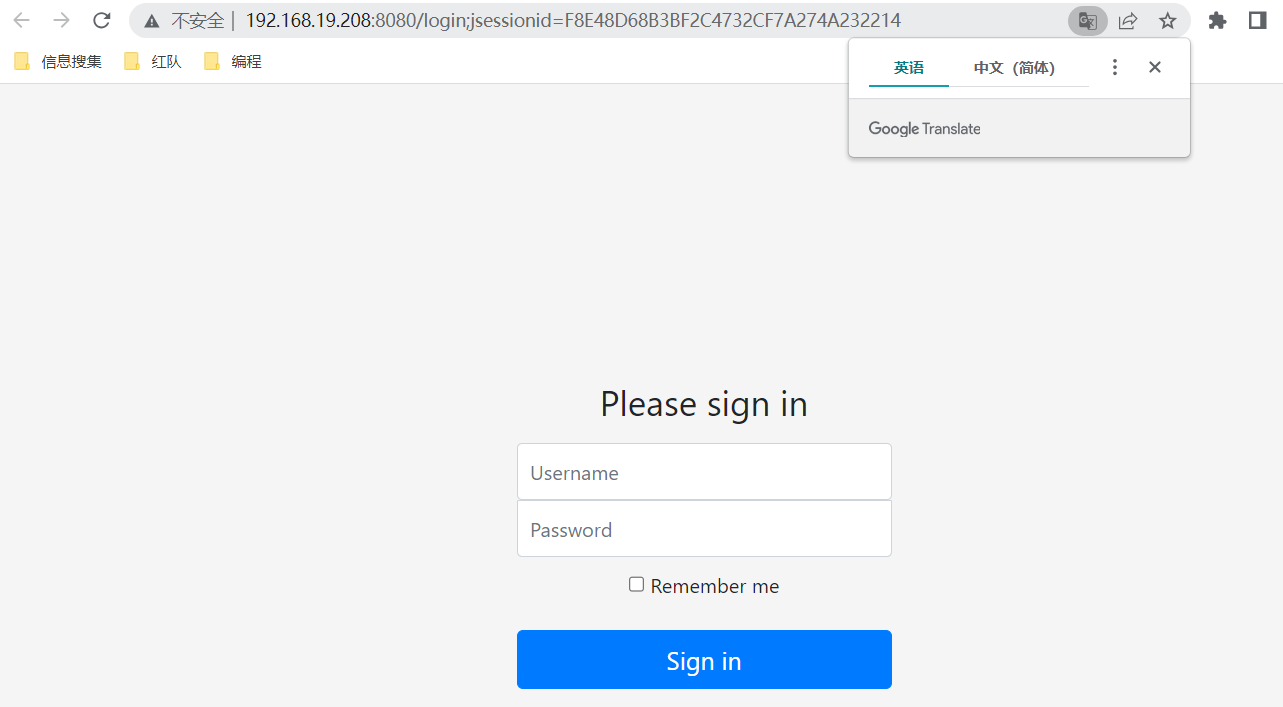 不安全 | 192.168.19.208:8080/login;jsessionid=F8E48D68B3BF2C4732CF7A274A232214
信息搜集 红队 编程
英语 中文（简体）
Google Translate
Please sign in
Username
Password
Remember me
Sign in